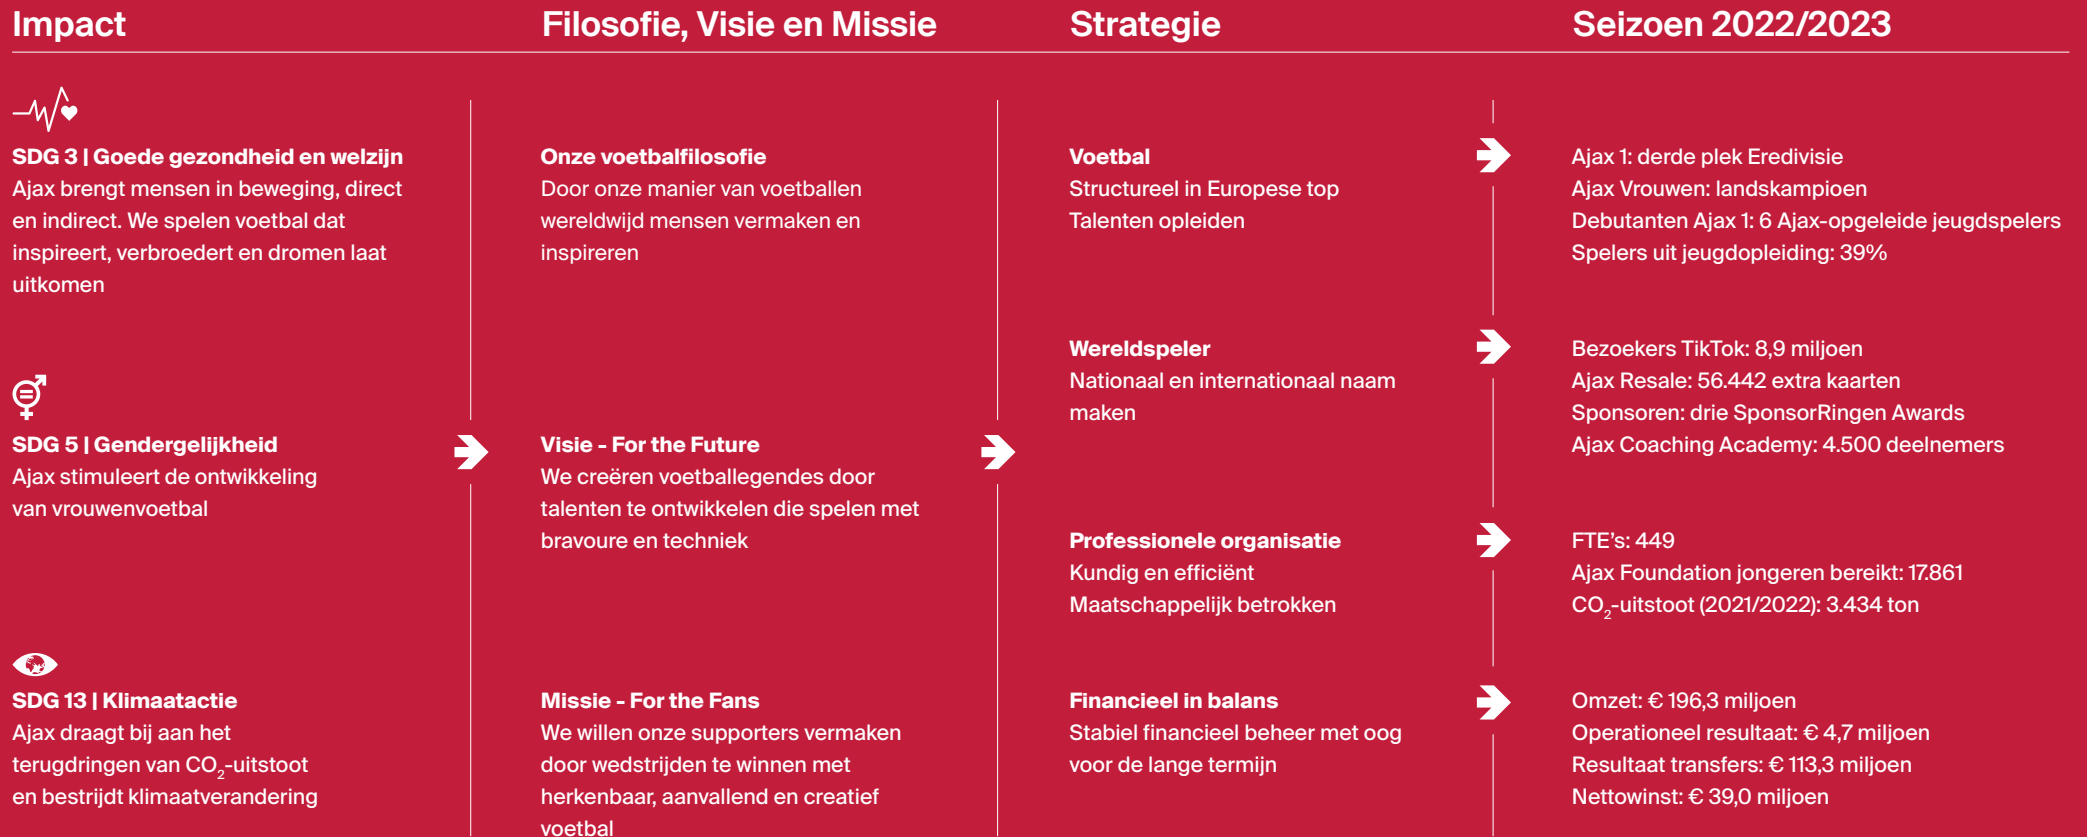 Impact
Filosofie, Visie en Missie
Strategie
Seizoen 2022/2023
SDG 3 | Goede gezondheid en welzijn
Ajax brengt mensen in beweging, direct
en indirect. We spelen voetbal dat
inspireert, verbroedert en dromen laat
uitkomen
SDG 5 | Gendergelijkheid
Ajax stimuleert de ontwikkeling
van vrouwenvoetbal
SDG 13 | Klimaatactie
Ajax draagt bij aan het
terugdringen van CO₂-uitstoot
en bestrijdt klimaatverandering
Onze voetbalfilosofie
Door onze manier van voetballen
wereldwijd mensen vermaken en
inspireren
Visie - For the Future
We creëren voetballegendes door
talenten te ontwikkelen die spelen met
bravoure en techniek
Missie - For the Fans
We willen onze supporters vermaken
door wedstrijden te winnen met
herkenbaar, aanvallend en creatief
voetbal
Voetbal
Structureel in Europese top
Talenten opleiden
Wereldspeler
Nationaal en internationaal naam
maken
Professionele organisatie
Kundig en efficiënt
Maatschappelijk betrokken
Financieel in balans
Stabiel financieel beheer met oog
voor de lange termijn
Ajax 1: derde plek Eredivisie
Ajax Vrouwen: landskampioen
Debutanten Ajax 1: 6 Ajax-opgeleide jeugdspelers
Spelers uit jeugdopleiding: 39%
Bezoekers TikTok: 8,9 miljoen
Ajax Resale: 56.442 extra kaarten
Sponsoren: drie SponsorRingen Awards
Ajax Coaching Academy: 4.500 deelnemers
FTE's: 449
Ajax Foundation jongeren bereikt: 17.861
CO₂-uitstoot (2021/2022): 3.434 ton
Omzet: € 196,3 miljoen
Operationeel resultaat: € 4,7 miljoen
Resultaat transfers: € 113,3 miljoen
Nettowinst: € 39,0 miljoen